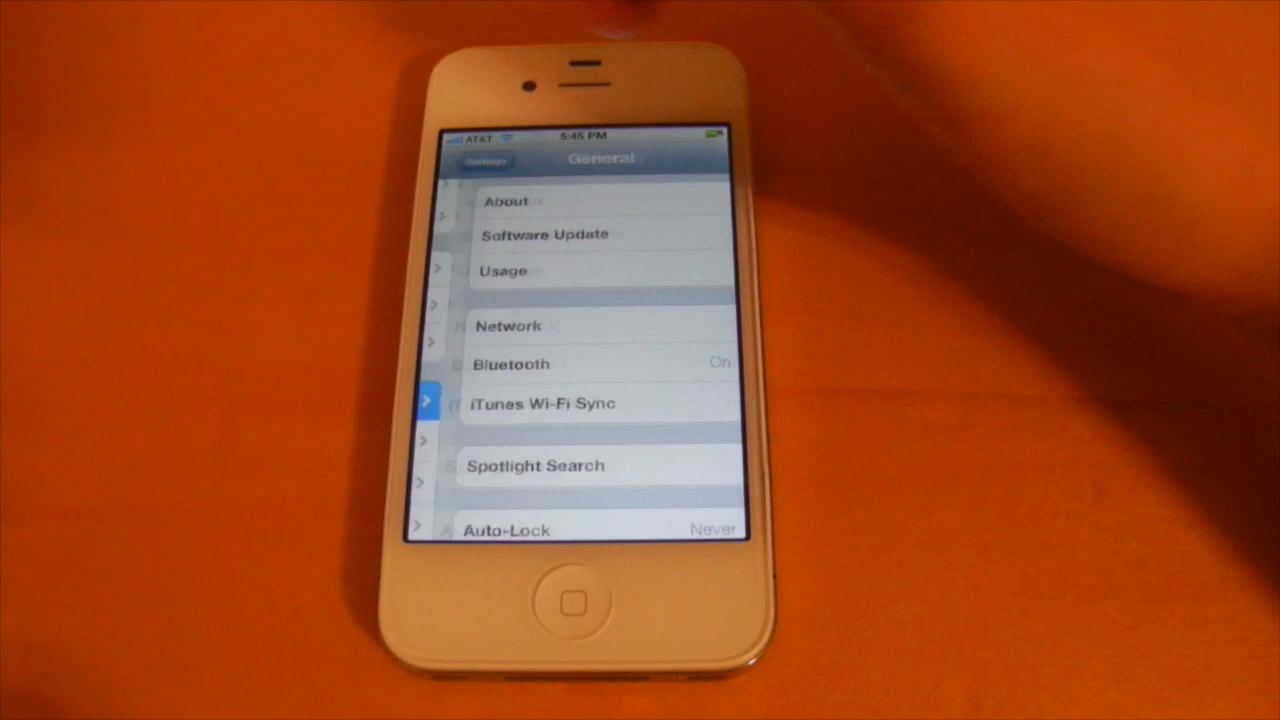 AT&T 5:45 PM
Settings General
About
Software Update
Usage
Network
Bluetooth On
iTunes Wi-Fi Sync
Spotlight Search
Auto-Lock Never